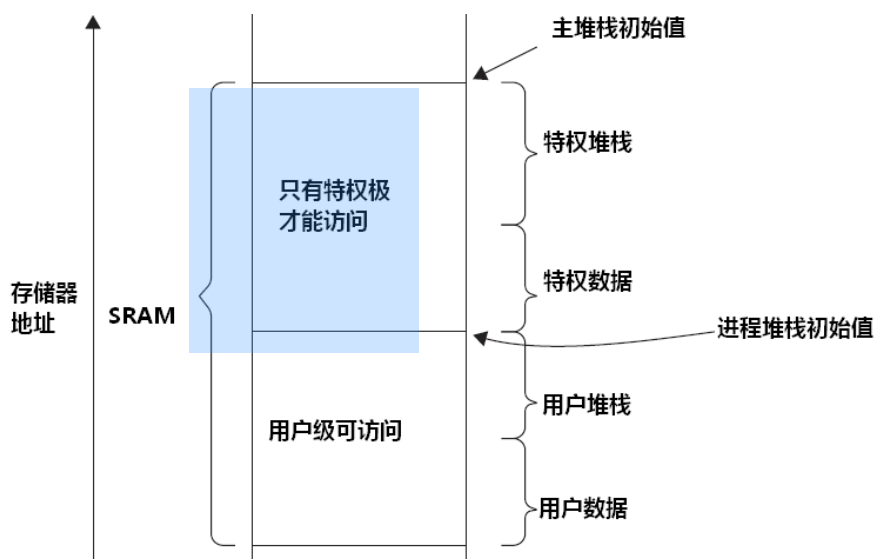 主堆栈初始值
特权堆栈
只有特权极
才能访问
特权数据
存储器
地址
SRAM
进程堆栈初始值
用户堆栈
用户级可访问
用户数据